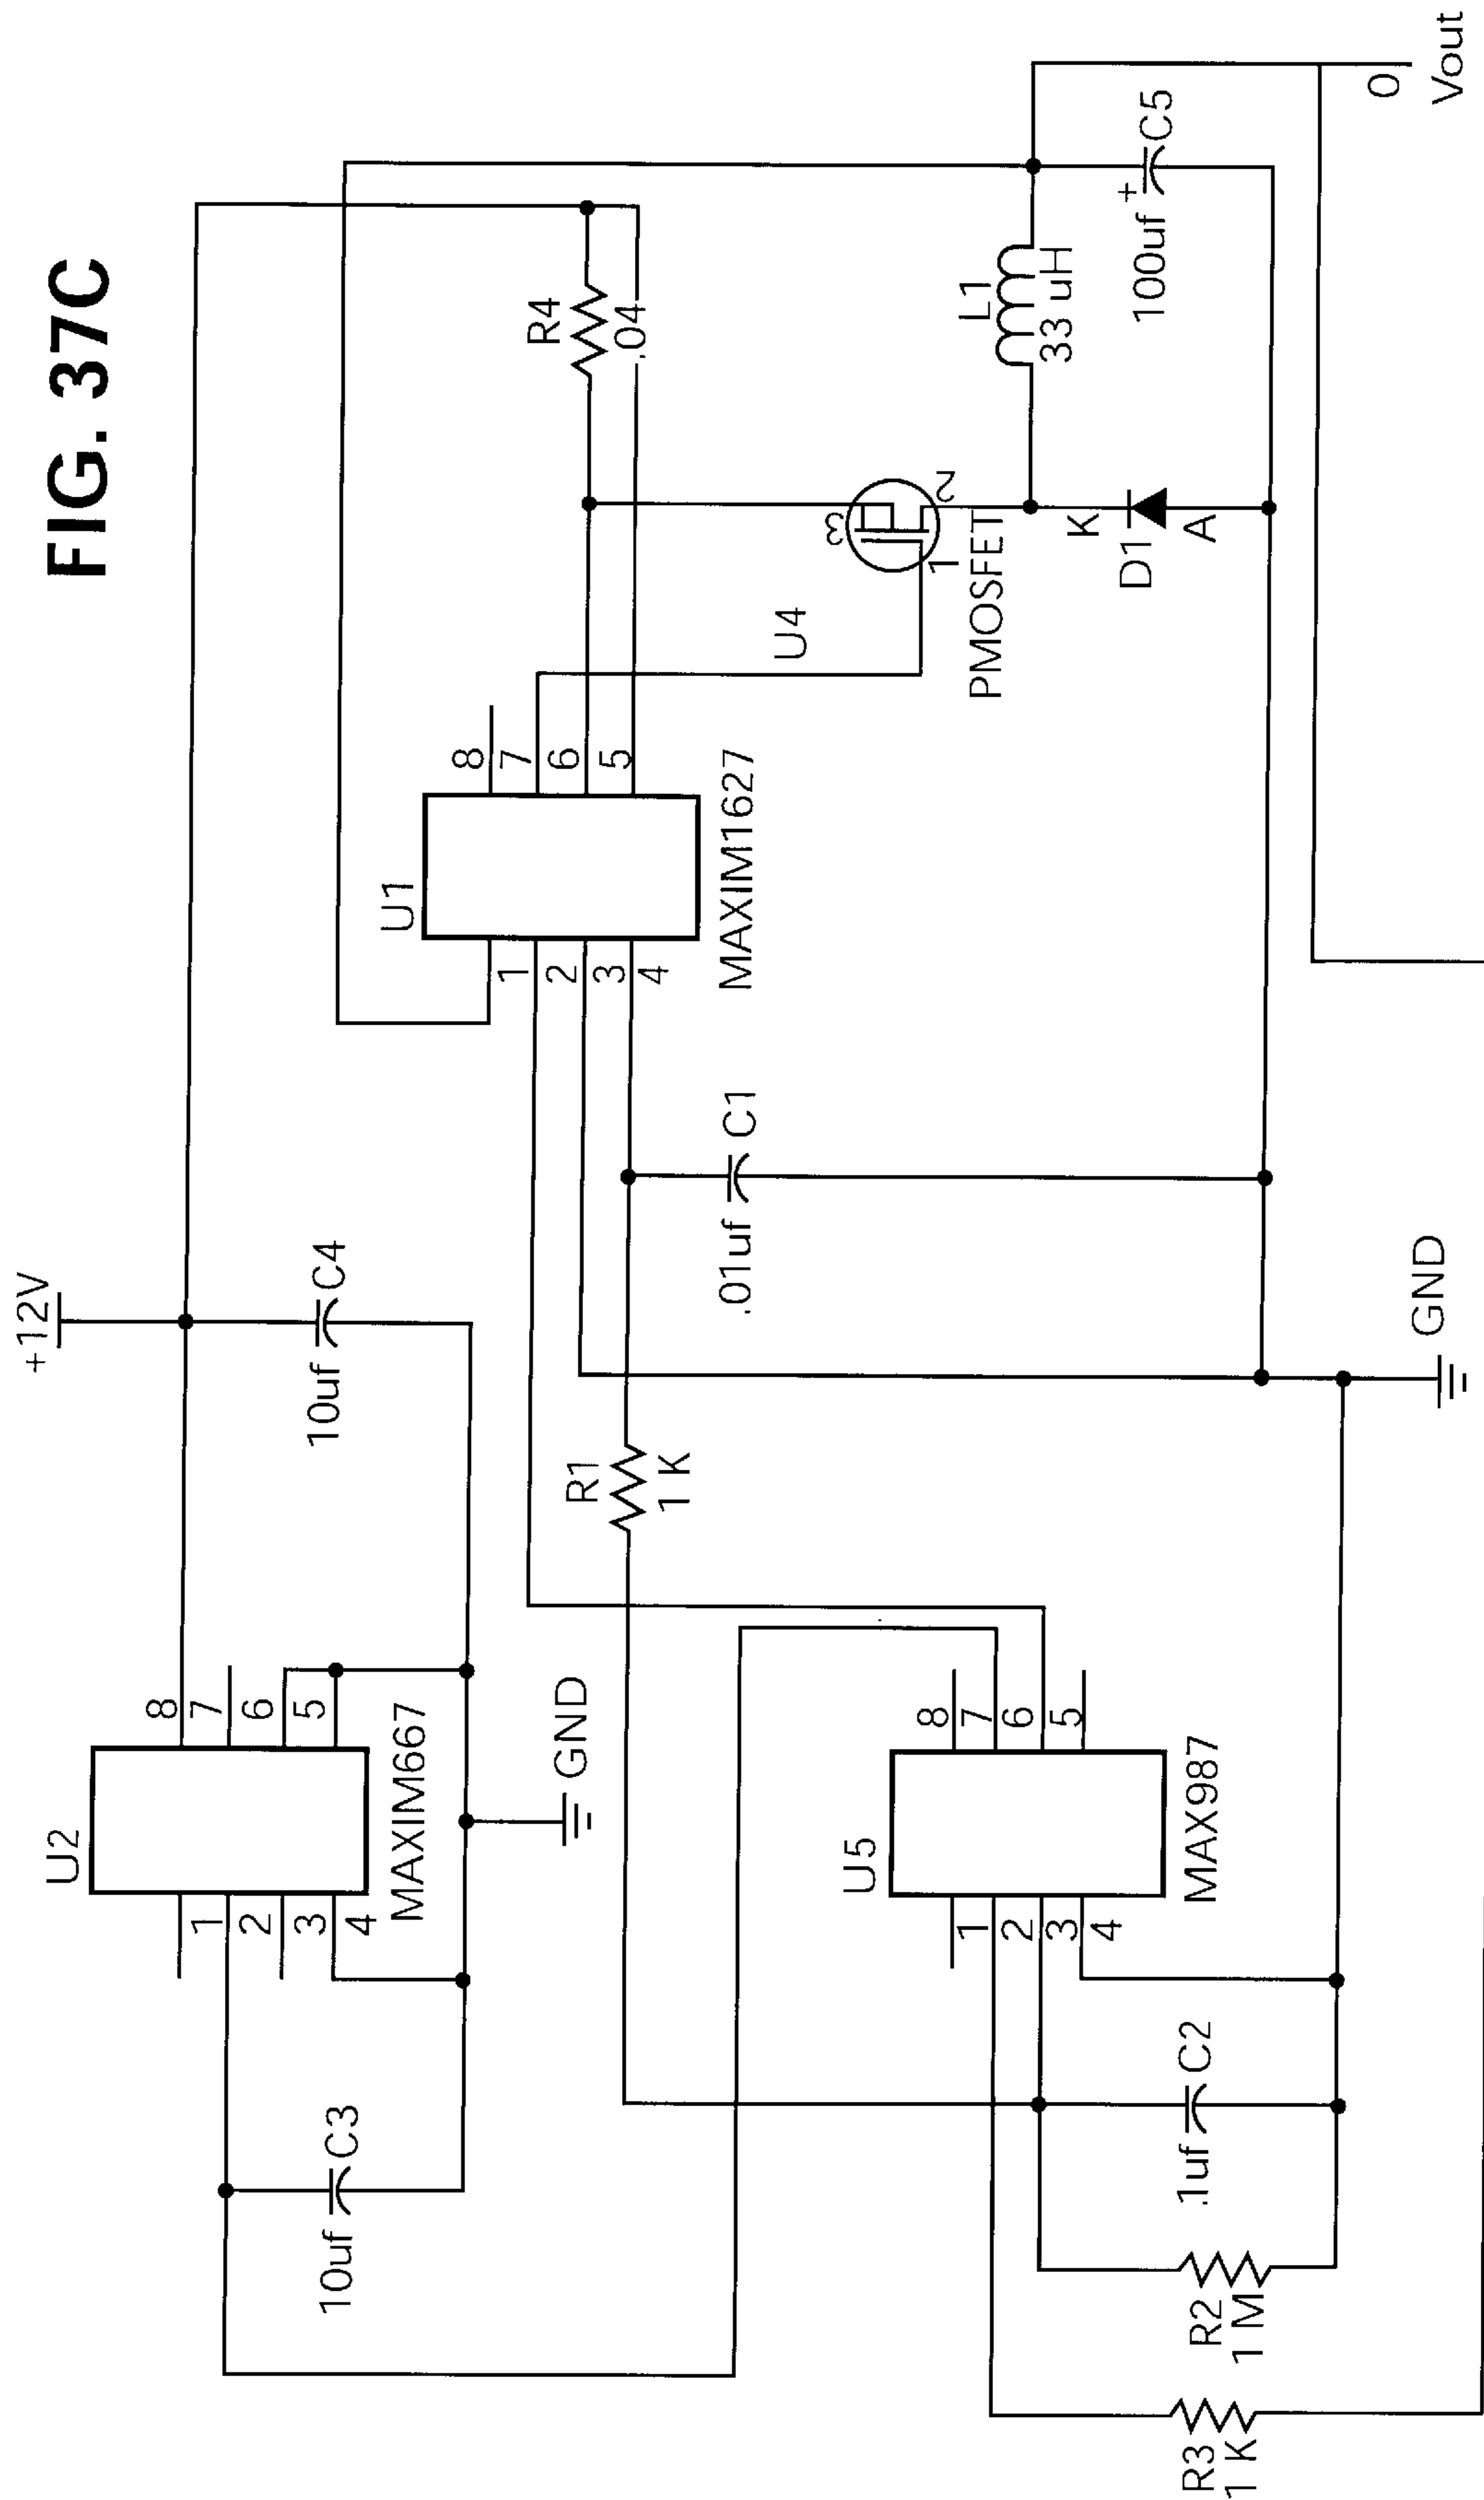 FIG. 37C
+12V
U2
8
7
6
5
1
2
3
4
MAXIM667
10uf
C4
10uf
C3
GND
U1
8
7
6
5
1
2
3
4
MAXIM1627
R4
.04
R1
1K
.01uf
C1
U4
3
2
1
PMOSFET
L1
33 uH
K
D1
A
100uf
+
C5
0
Vout
U5
8
7
6
5
1
2
3
4
MAX987
.1uf
C2
R2
1M
R3
1K
GND